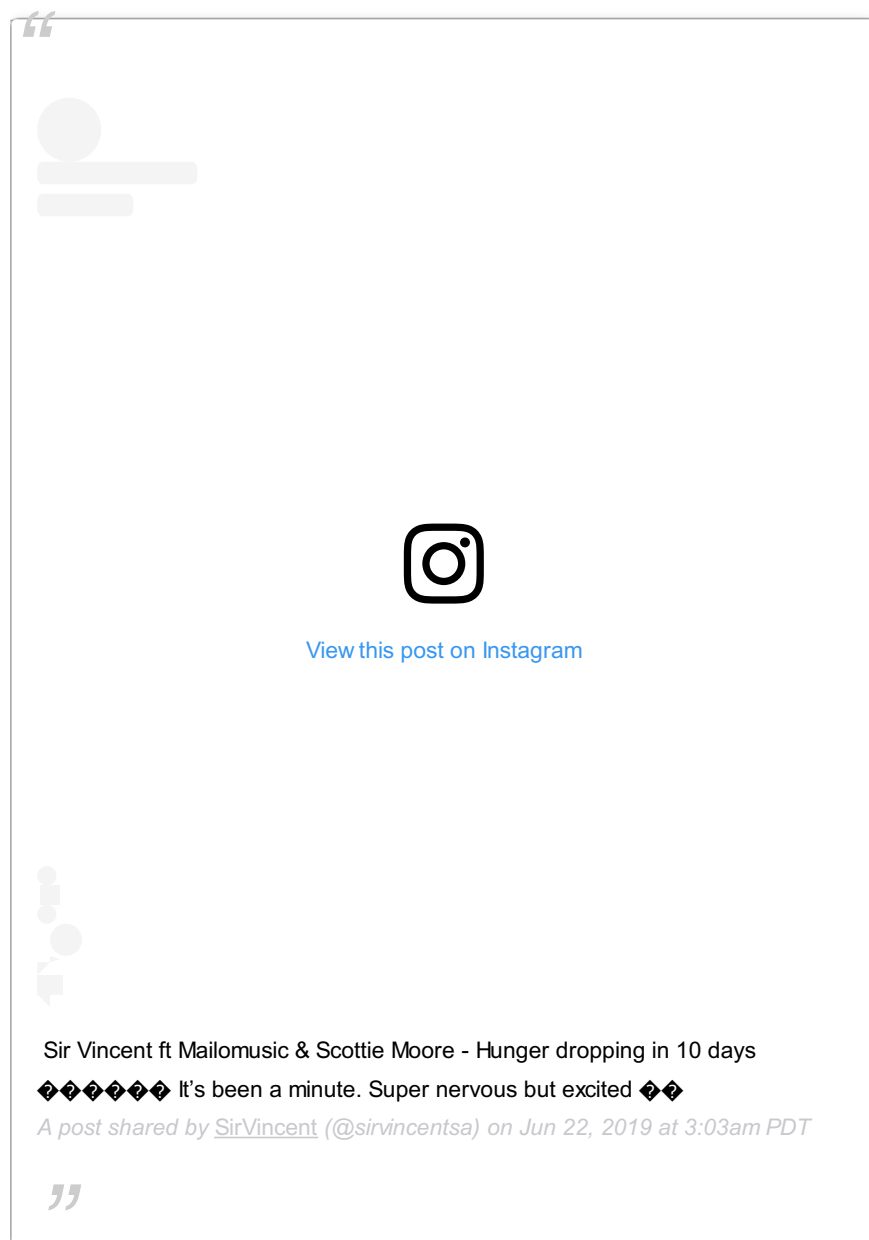 “
View this post on Instagram
Sir Vincent ft Mailomusic & Scottie Moore - Hunger dropping in 10 days
������ It’s been a minute. Super nervous but excited ��
A post shared by SirVincent (@sirvincentsa) on Jun 22, 2019 at 3:03am PDT
”